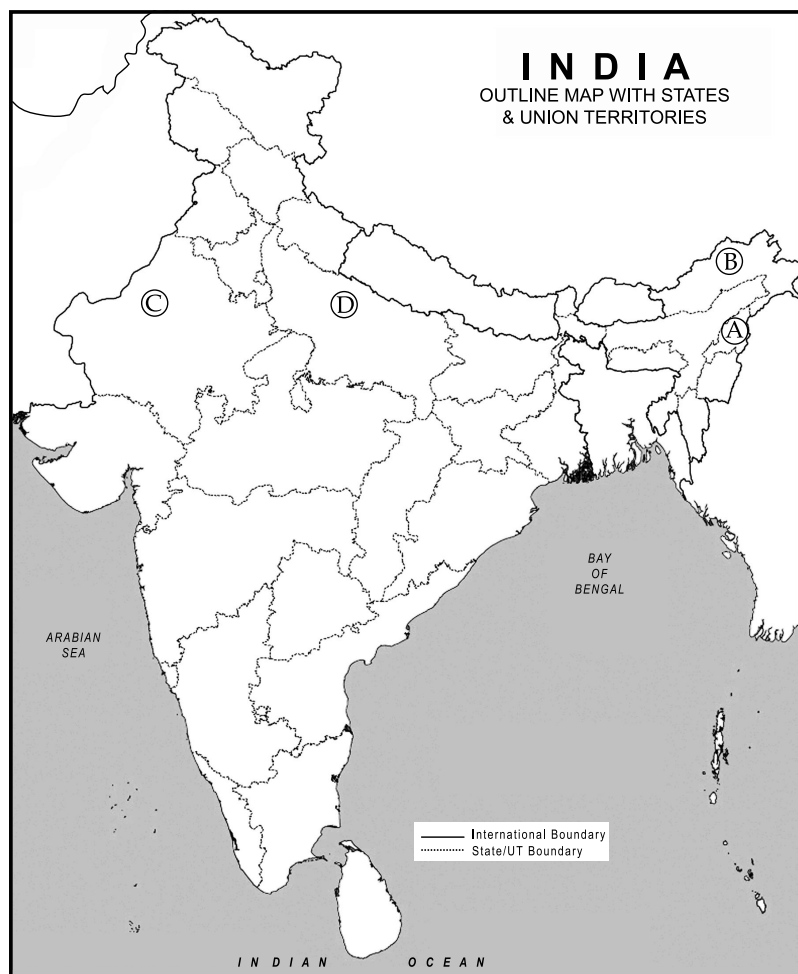 INDIA
OUTLINE MAP WITH STATES
& UNION TERRITORIES
B
C
D
A
BAY
OF
BENGAL
ARABIAN
SEA
International Boundary
State/UT Boundary
INDIAN OCEAN